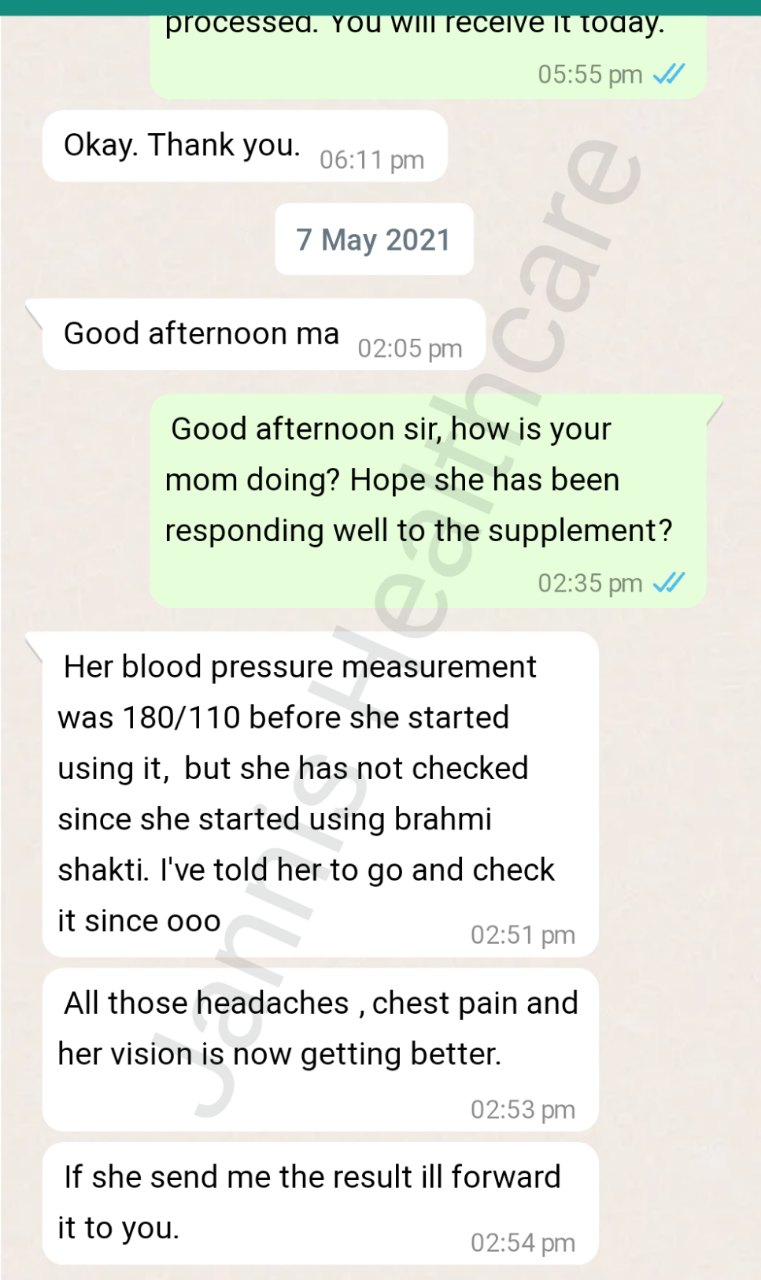 processed. You will receive it today.
05:55 pm
Okay. Thank you. 06:11 pm
7 May 2021
Good afternoon ma 02:05 pm
Good afternoon sir, how is your
mom doing? Hope she has been
responding well to the supplement?
02:35 pm
Her blood pressure measurement
was 180/110 before she started
using it, but she has not checked
since she started using brahmi
shakti. I've told her to go and check
it since ooo
02:51 pm
All those headaches , chest pain and
her vision is now getting better.
02:53 pm
If she send me the result ill forward
it to you.
02:54 pm
Jannis Healthcare